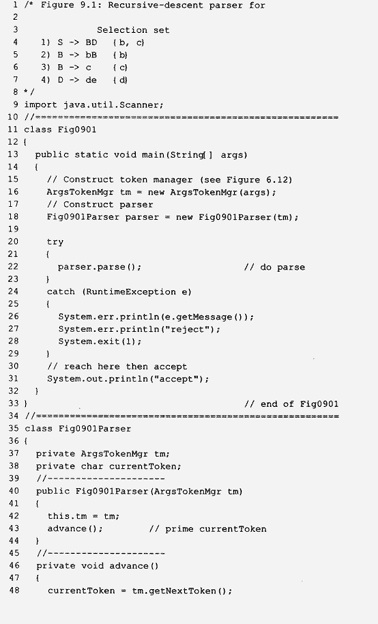 1 /* Figure 9.1: Recursive-descent parser for
2
3 Selection set
4 1) S -> BD {b, c)
5 2) B -> bB {b}
6 3) B -> c {c}
7 4) D -> de {d}
8 */
9 import java.util.Scanner;
10 //======================================================
11 class Fig0901
12 {
13 public static void main(String[] args)
14 {
15 // Construct token manager (see Figure 6.12)
16 ArgsTokenMgr tm = new ArgsTokenMgr(args);
17 // Construct parser
18 Fig0901Parser parser = new Fig0901Parser(tm);
19
20 try
21 {
22 parser.parse(); // do parse
23 }
24 catch (RuntimeException e)
25 {
26 System.err.println(e.getMessage());
27 System.err.println("reject");
28 System.exit(1);
29 }
30 // reach here then accept
31 System.out.println("accept");
32 }
33 } // end of Fig0901
34 //======================================================
35 class Fig0901Parser
36 {
37 private ArgsTokenMgr tm;
38 private char currentToken;
39 //---------------------
40 public Fig0901Parser(ArgsTokenMgr tm)
41 {
42 this.tm = tm;
43 advance(); // prime currentToken
44 }
45 //---------------------
46 private void advance()
47 {
48 currentToken = tm.getNextToken();